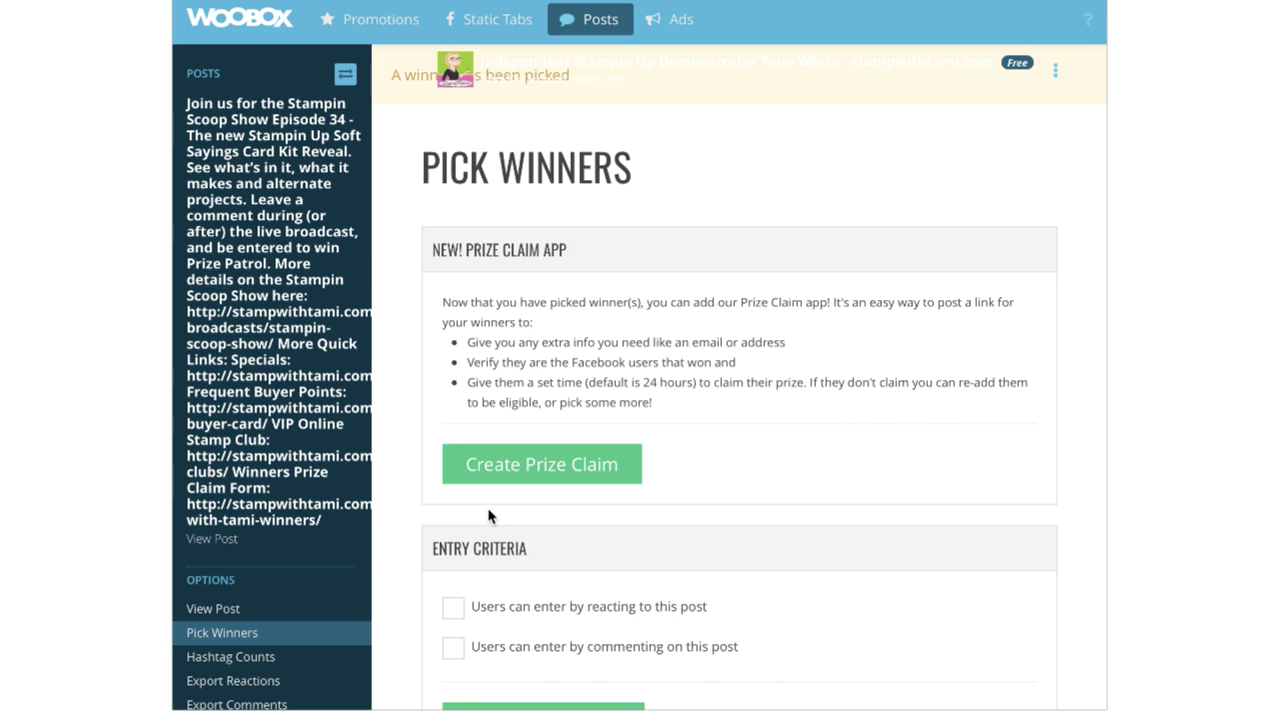 WOOBOX
Promotions
Static Tabs
Posts
Ads
?
POSTS
Join us for the Stampin
Scoop Show Episode 34 -
The new Stampin Up Soft
Sayings Card Kit Reveal.
See what's in it, what it
makes and alternate
projects. Leave a
comment during (or
after) the live broadcast,
and be entered to win
Prize Patrol. More
details on the Stampin
Scoop Show here:
http://stampwithtami.com
broadcasts/stampin-
scoop-show/ More Quick
Links: Specials:
http://stampwithtami.com
Frequent Buyer Points:
http://stampwithtami.com
buyer-card/ VIP Online
Stamp Club:
http://stampwithtami.com
clubs/ Winners Prize
Claim Form:
http://stampwithtami.com
with-tami-winners/
View Post
OPTIONS
View Post
Pick Winners
Hashtag Counts
Export Reactions
Export Comments
Independent Stampin Up Demonstrator Tami White - stampwithtami.com
Free
A winn s been picked
PICK WINNERS
NEW! PRIZE CLAIM APP
Now that you have picked winner(s), you can add our Prize Claim app! It's an easy way to post a link for
your winners to:
• Give you any extra info you need like an email or address
• Verify they are the Facebook users that won and
• Give them a set time (default is 24 hours) to claim their prize. If they don't claim you can re-add them
to be eligible, or pick some more!
Create Prize Claim
ENTRY CRITERIA
Users can enter by reacting to this post
Users can enter by commenting on this post